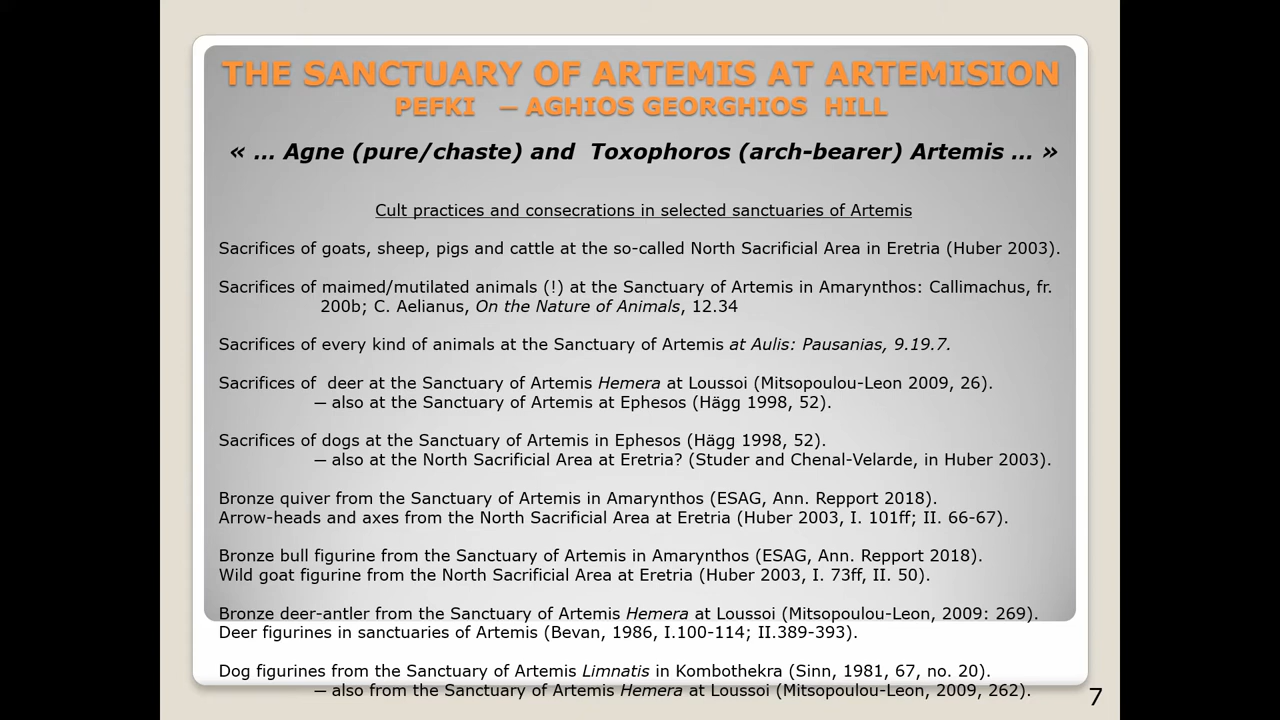 THE SANCTUARY OF ARTEMIS AT ARTEMISION
PEFKI – AGHIOS GEORGHIOS HILL
« … Agne (pure/chaste) and Toxophoros (arch-bearer) Artemis … »
Cult practices and consecrations in selected sanctuaries of Artemis
Sacrifices of goats, sheep, pigs and cattle at the so-called North Sacrificial Area in Eretria (Huber 2003).
Sacrifices of maimed/mutilated animals (!) at the Sanctuary of Artemis in Amarynthos: Callimachus, fr.
200b; C. Aelianus, On the Nature of Animals, 12.34
Sacrifices of every kind of animals at the Sanctuary of Artemis at Aulis: Pausanias, 9.19.7.
Sacrifices of deer at the Sanctuary of Artemis Hemera at Loussoi (Mitsopoulou-Leon 2009, 26).
– also at the Sanctuary of Artemis at Ephesos (Hägg 1998, 52).
Sacrifices of dogs at the Sanctuary of Artemis in Ephesos (Hägg 1998, 52).
– also at the North Sacrificial Area at Eretria? (Studer and Chenal-Velarde, in Huber 2003).
Bronze quiver from the Sanctuary of Artemis in Amarynthos (ESAG, Ann. Repport 2018).
Arrow-heads and axes from the North Sacrificial Area at Eretria (Huber 2003, I. 101ff; II. 66-67).
Bronze bull figurine from the Sanctuary of Artemis in Amarynthos (ESAG, Ann. Repport 2018).
Wild goat figurine from the North Sacrificial Area at Eretria (Huber 2003, I. 73ff, II. 50).
Bronze deer-antler from the Sanctuary of Artemis Hemera at Loussoi (Mitsopoulou-Leon, 2009: 269).
Deer figurines in sanctuaries of Artemis (Bevan, 1986, I.100-114; II.389-393).
Dog figurines from the Sanctuary of Artemis Limnatis in Kombothekra (Sinn, 1981, 67, no. 20).
– also from the Sanctuary of Artemis Hemera at Loussoi (Mitsopoulou-Leon, 2009, 262).
7